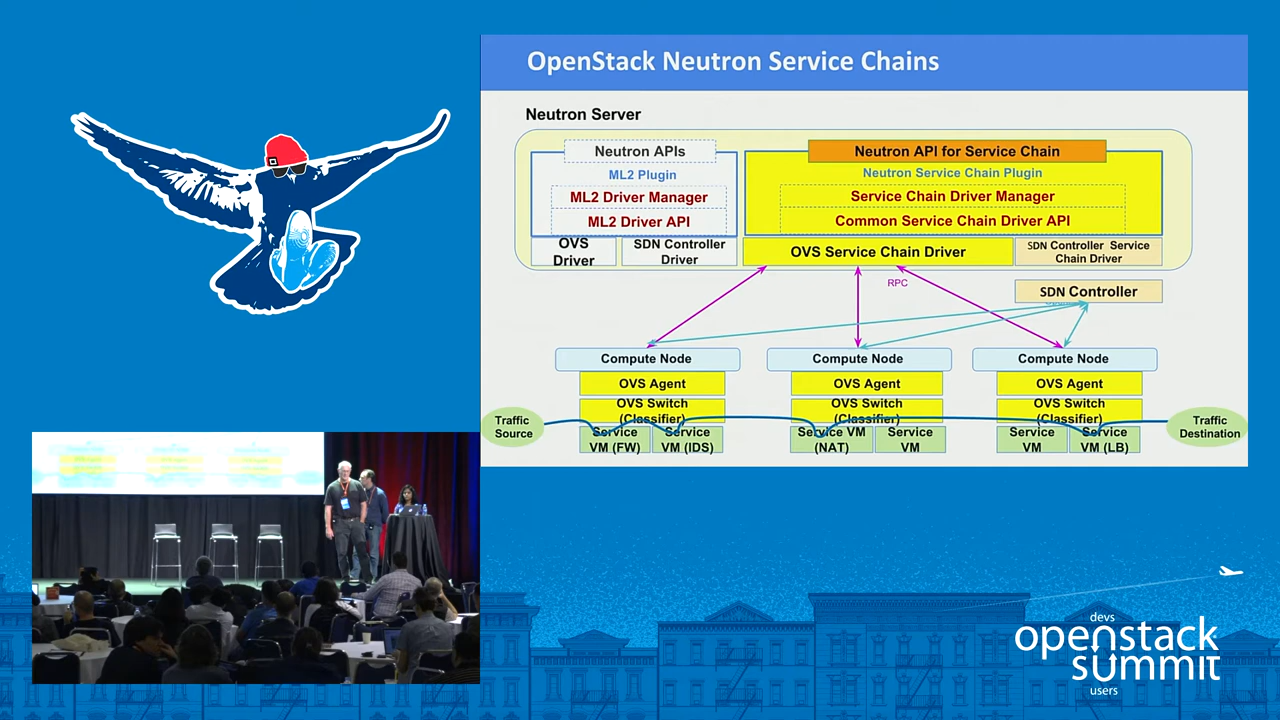 OpenStack Neutron Service Chains
Neutron Server
Neutron APIs
ML2 Plugin
ML2 Driver Manager
ML2 Driver API
OVS
Driver
SDN Controller
Driver
Neutron API for Service Chain
Neutron Service Chain Plugin
Service Chain Driver Manager
Common Service Chain Driver API
OVS Service Chain Driver
SDN Controller Service
Chain Driver
RPC
SDN Controller
Compute Node
OVS Agent
OVS Switch
(Classifier)
Service
VM (FW)
Service
VM (IDS)
Compute Node
OVS Agent
OVS Switch
(Classifier)
Service VM
(NAT)
Service
VM
Compute Node
OVS Agent
OVS Switch
(Classifier)
Service
VM
Service
VM (LB)
Traffic
Source
Traffic
Destination
devs
openstack
summit
users